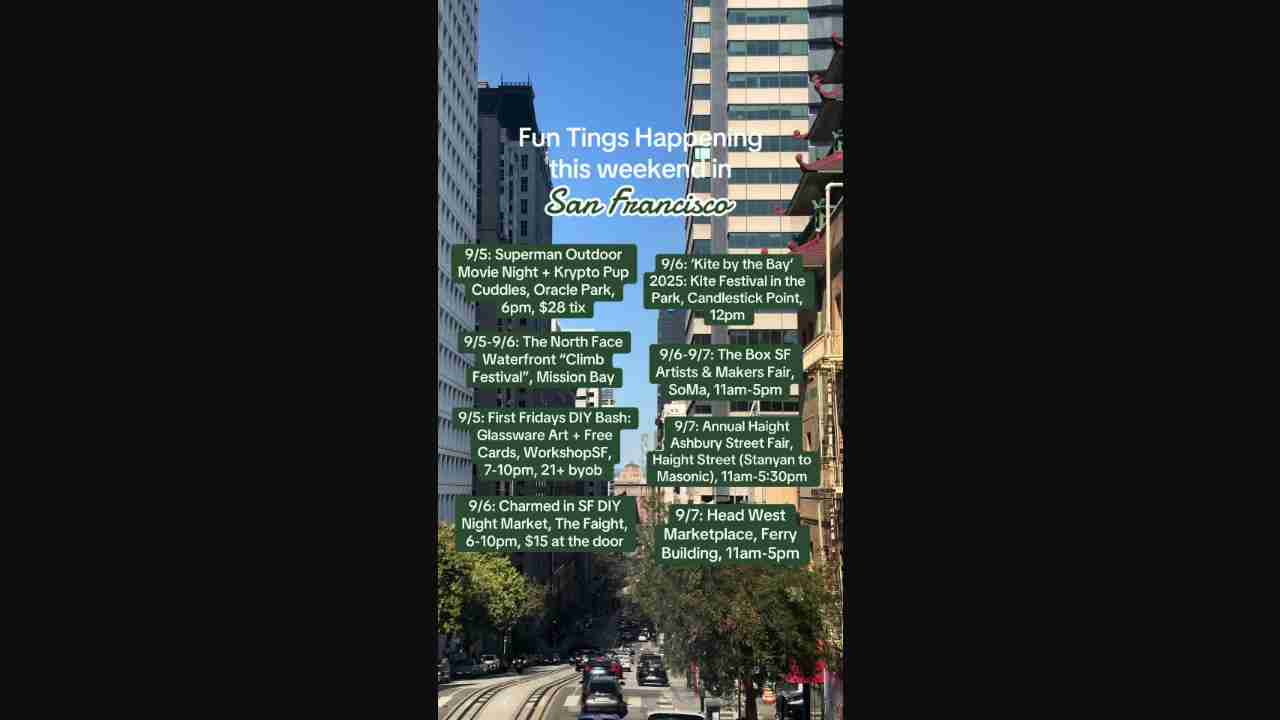 Fun Tings Happening
this weekend in
San Francisco
9/5: Superman Outdoor
Movie Night + Krypto Pup
Cuddles, Oracle Park,
6pm, $28 tix
9/5-9/6: The North Face
Waterfront “Climb
Festival”, Mission Bay
9/5: First Fridays DIY Bash:
Glassware Art + Free
Cards, WorkshopSF,
7-10pm, 21+ byob
9/6: Charmed in SF DIY
Night Market, The Faight,
6-10pm, $15 at the door
9/6: ‘Kite by the Bay’
2025: Kite Festival in the
Park, Candlestick Point,
12pm
9/6-9/7: The Box SF
Artists & Makers Fair,
SoMa, 11am-5pm
9/7: Annual Haight
Ashbury Street Fair,
Haight Street (Stanyan to
Masonic), 11am-5:30pm
9/7: Head West
Marketplace, Ferry
Building, 11am-5pm